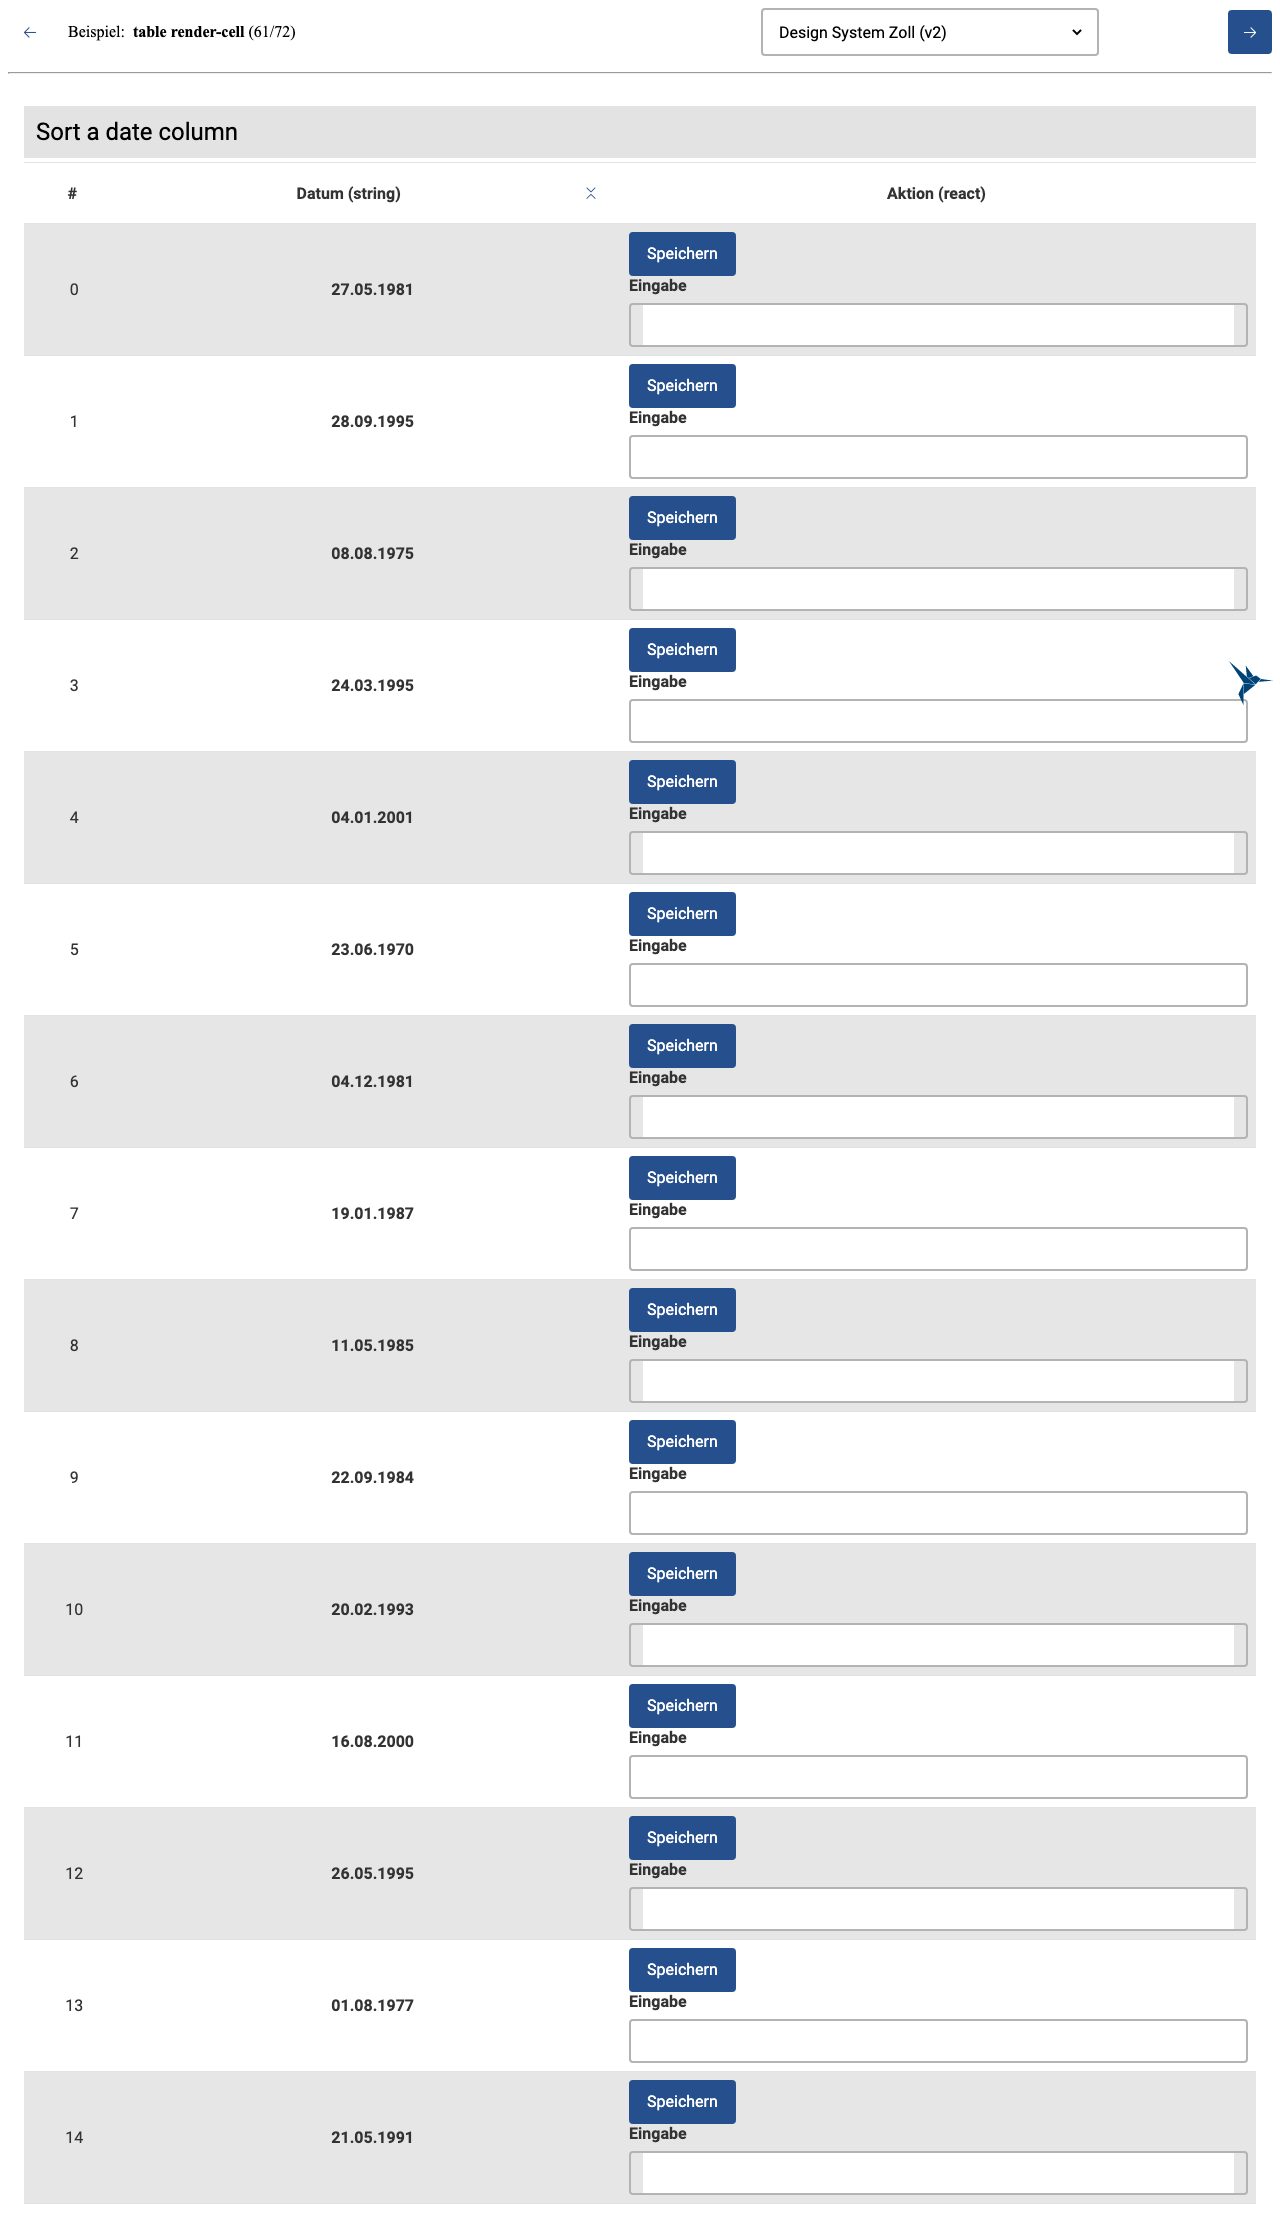 Beispiel: table render-cell (61/72)
Design System Zoll (v2)
Sort a date column
# Datum (string) Aktion (react)
Speichern
0 27.05.1981 Eingabe
Speichern
1 28.09.1995 Eingabe
Speichern
2 08.08.1975 Eingabe
Speichern
3 24.03.1995 Eingabe
Speichern
4 04.01.2001 Eingabe
Speichern
5 23.06.1970 Eingabe
Speichern
6 04.12.1981 Eingabe
Speichern
7 19.01.1987 Eingabe
Speichern
8 11.05.1985 Eingabe
Speichern
9 22.09.1984 Eingabe
Speichern
10 20.02.1993 Eingabe
Speichern
11 16.08.2000 Eingabe
Speichern
12 26.05.1995 Eingabe
Speichern
13 01.08.1977 Eingabe
Speichern
14 21.05.1991 Eingabe